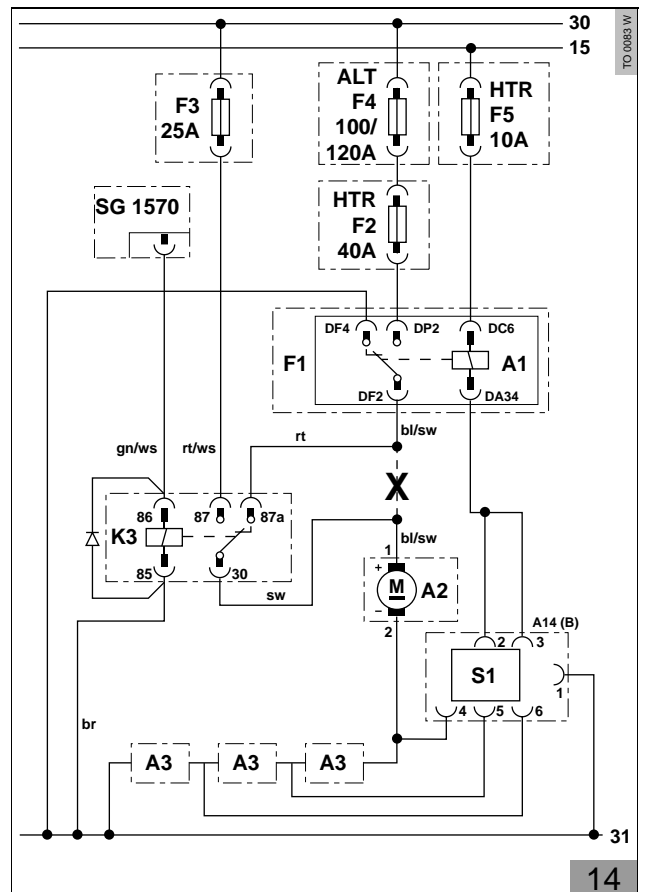 30
15
TO 0083 W
F3
25A
ALT
F4
100/
120A
HTR
F5
10A
SG 1570
HTR
F2
40A
DF4
DP2
DC6
F1
A1
DF2
DA34
gn/ws
rt/ws
rt
bl/sw
X
86
87
87a
K3
85
30
sw
bl/sw
1
+
M
A2
–
2
A14 (B)
2
3
S1
1
4
5
6
br
A3
A3
A3
31
14